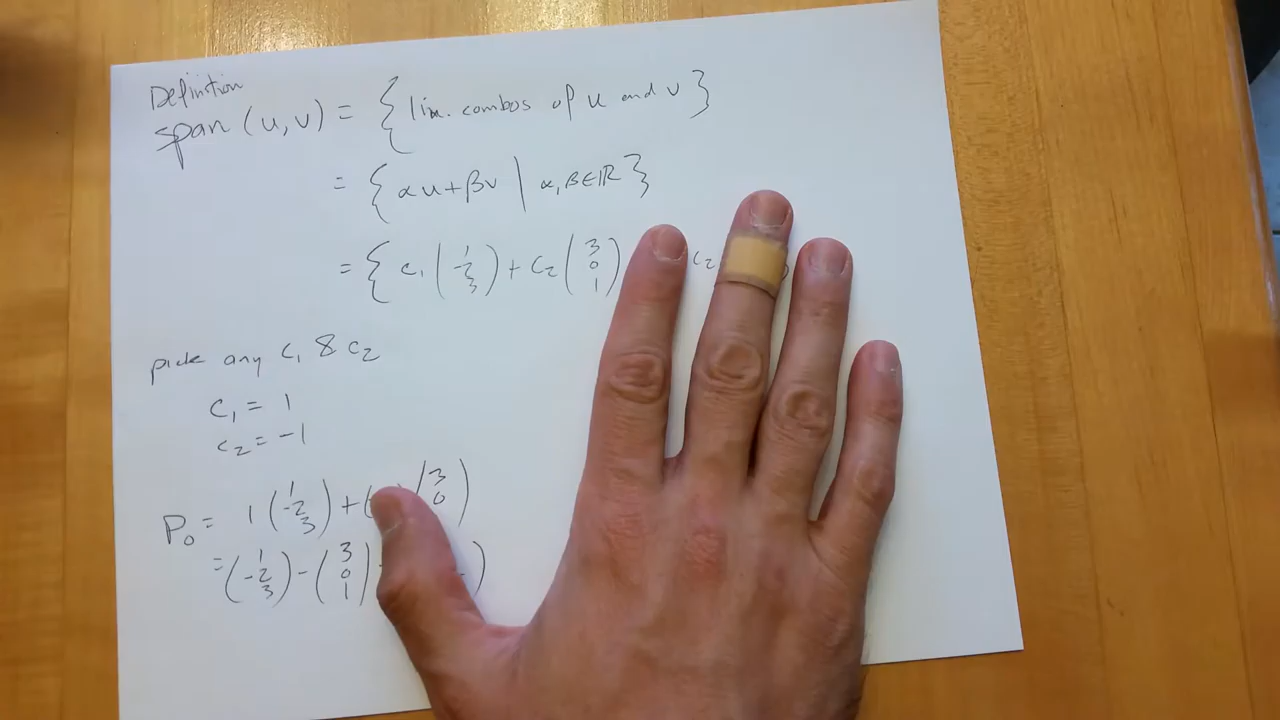 Definition
span (u,v) = { lin. combos of u and v }
= { αu+βv | α,β∈ℝ }
= { c₁ (1 -2 3) + c₂ (3 0 1) c₂
pick any c₁ & c₂
c₁ = 1
c₂ = -1
P₀ = 1 (1 -2 3) + ( (3 0 )
= (1 -2 3) - (3 0 1) )